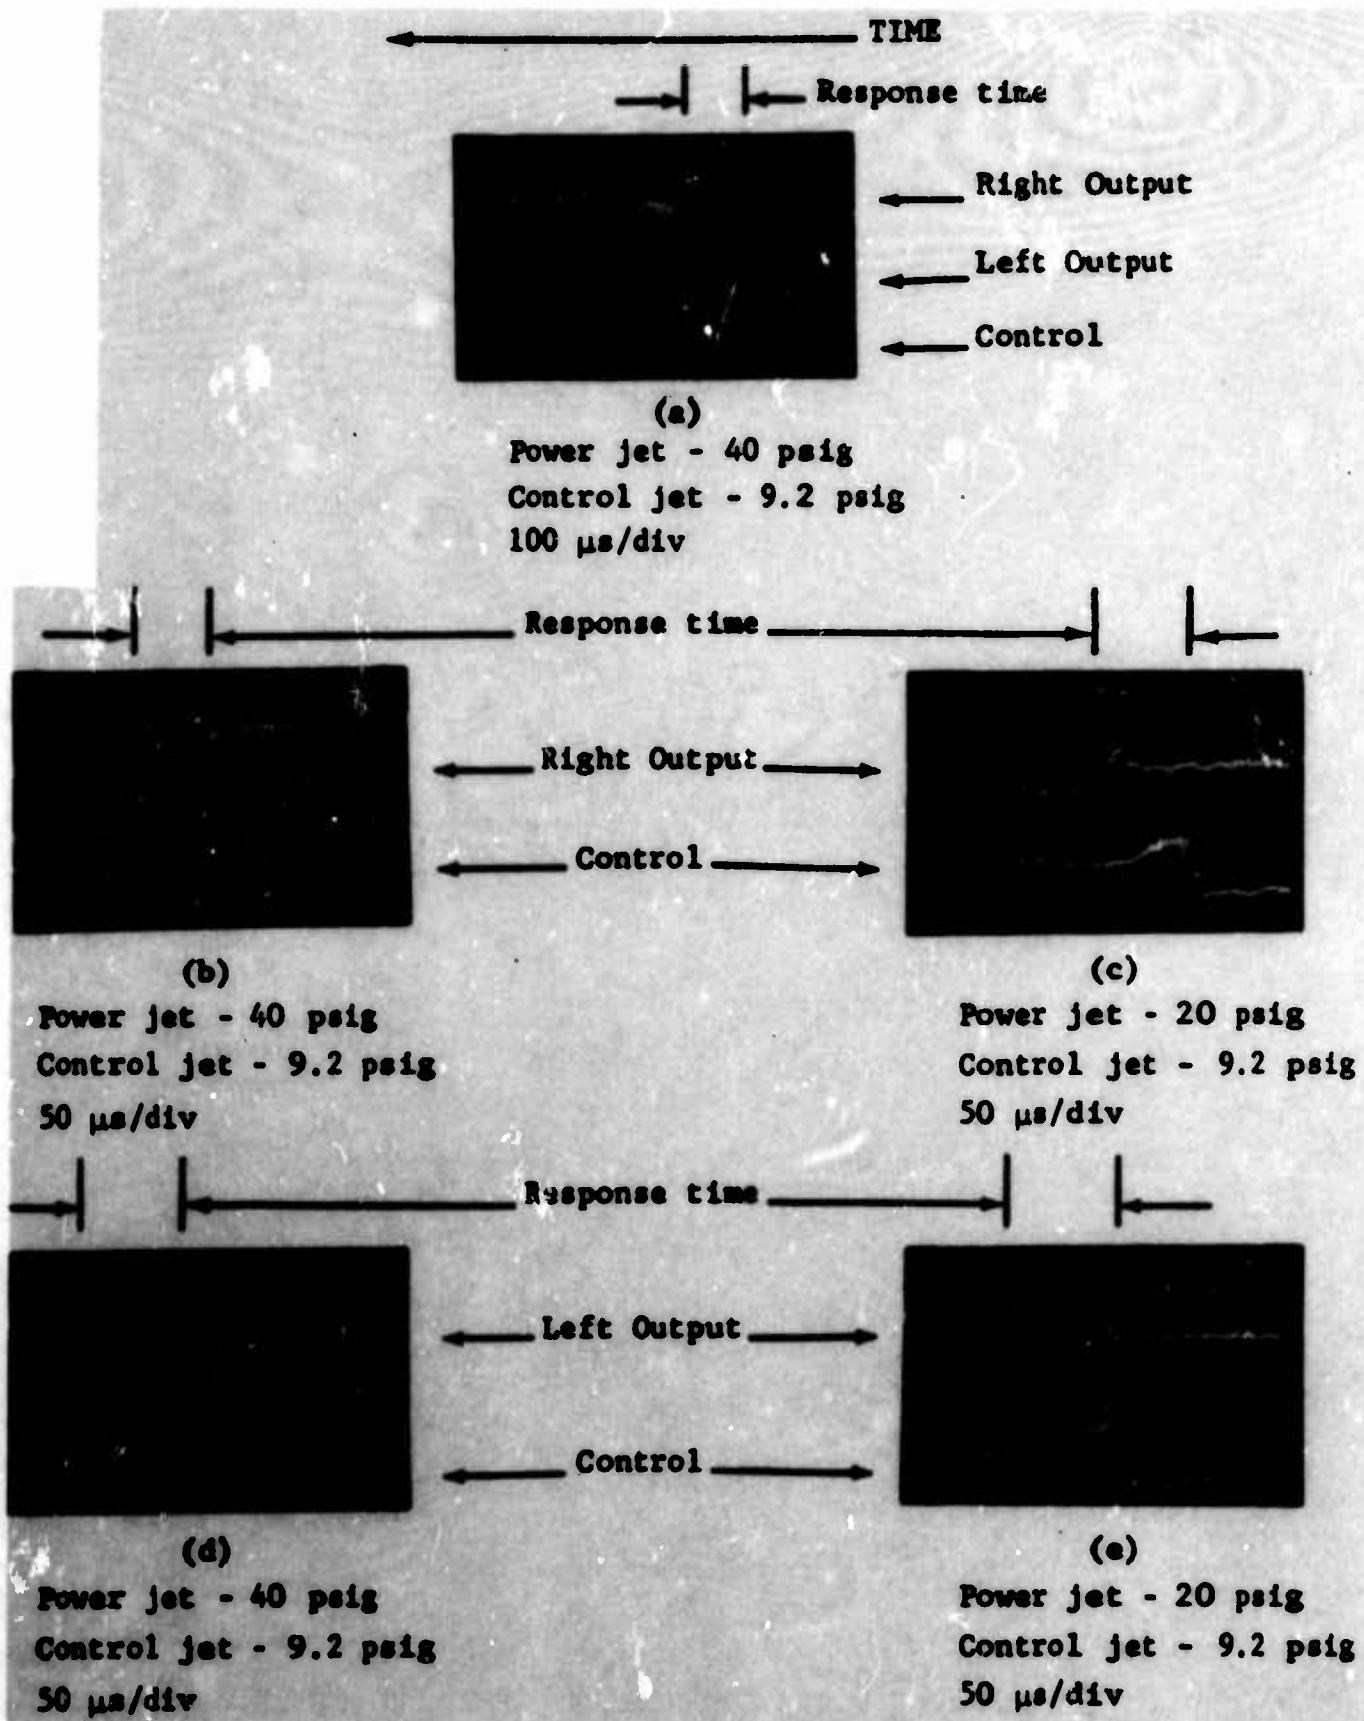 TIME
Response time
Right Output
Left Output
Control
(a)
Power jet - 40 psig
Control jet - 9.2 psig
100 μs/div
Response time
Right Output
Control
(b)
Power jet - 40 psig
Control jet - 9.2 psig
50 μs/div
(c)
Power jet - 20 psig
Control jet - 9.2 psig
50 μs/div
Response time
Left Output
Control
(d)
Power jet - 40 psig
Control jet - 9.2 psig
50 μs/div
(e)
Power jet - 20 psig
Control jet - 9.2 psig
50 μs/div